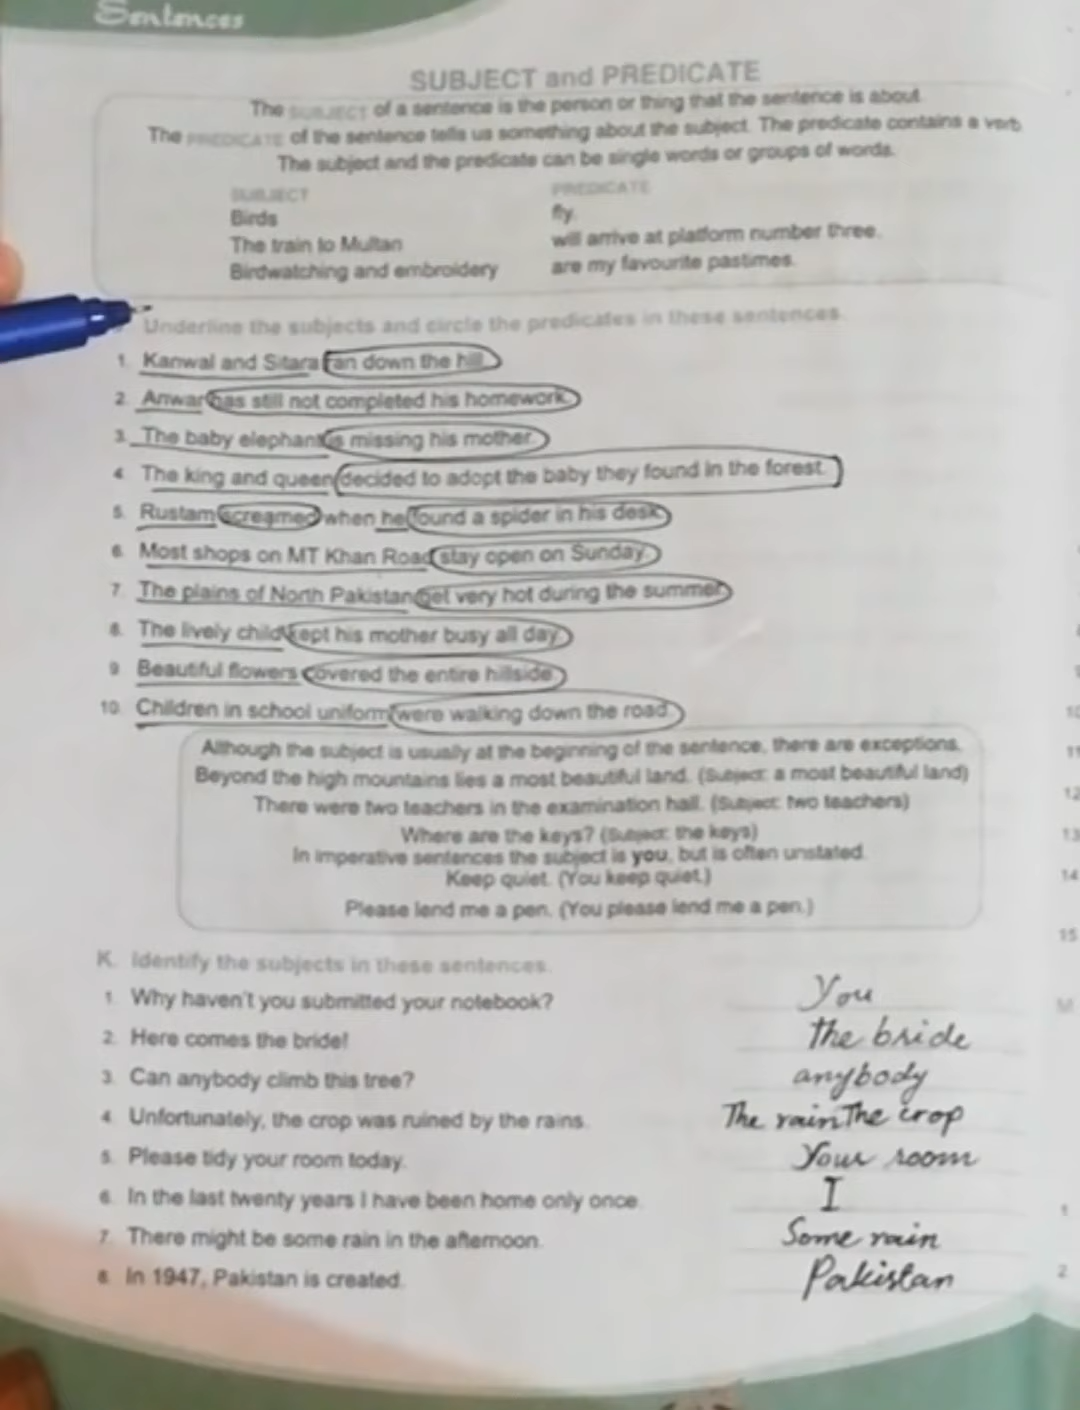 Sentences
SUBJECT and PREDICATE
The SUBJECT of a sentence is the person or thing that the sentence is about.
The PREDICATE of the sentence tells us something about the subject. The predicate contains a verb.
The subject and the predicate can be single words or groups of words.
SUBJECT PREDICATE
Birds fly.
The train to Multan will arrive at platform number three.
Birdwatching and embroidery are my favourite pastimes.
Underline the subjects and circle the predicates in these sentences.
1. Kanwal and Sitara ran down the hill.
2. Anwar has still not completed his homework.
3. The baby elephant is missing his mother.
4. The king and queen decided to adopt the baby they found in the forest.
5. Rustam screamed when he found a spider in his desk.
6. Most shops on MT Khan Road stay open on Sunday.
7. The plains of North Pakistan get very hot during the summer.
8. The lively child kept his mother busy all day.
9. Beautiful flowers covered the entire hillside.
10. Children in school uniform were walking down the road.
Although the subject is usually at the beginning of the sentence, there are exceptions.
Beyond the high mountains lies a most beautiful land. (Subject: a most beautiful land)
There were two teachers in the examination hall. (Subject: two teachers)
Where are the keys? (Subject: the keys)
In imperative sentences the subject is you, but is often unstated.
Keep quiet. (You keep quiet.)
Please lend me a pen. (You please lend me a pen.)
K. Identify the subjects in these sentences.
1. Why haven't you submitted your notebook? You
2. Here comes the bride! the bride
3. Can anybody climb this tree? anybody
4. Unfortunately, the crop was ruined by the rains. The rain The crop
5. Please tidy your room today. Your room
6. In the last twenty years I have been home only once. I
7. There might be some rain in the afternoon. Some rain
8. In 1947, Pakistan is created. Pakistan
10
11
12
13
14
15
M
1
2